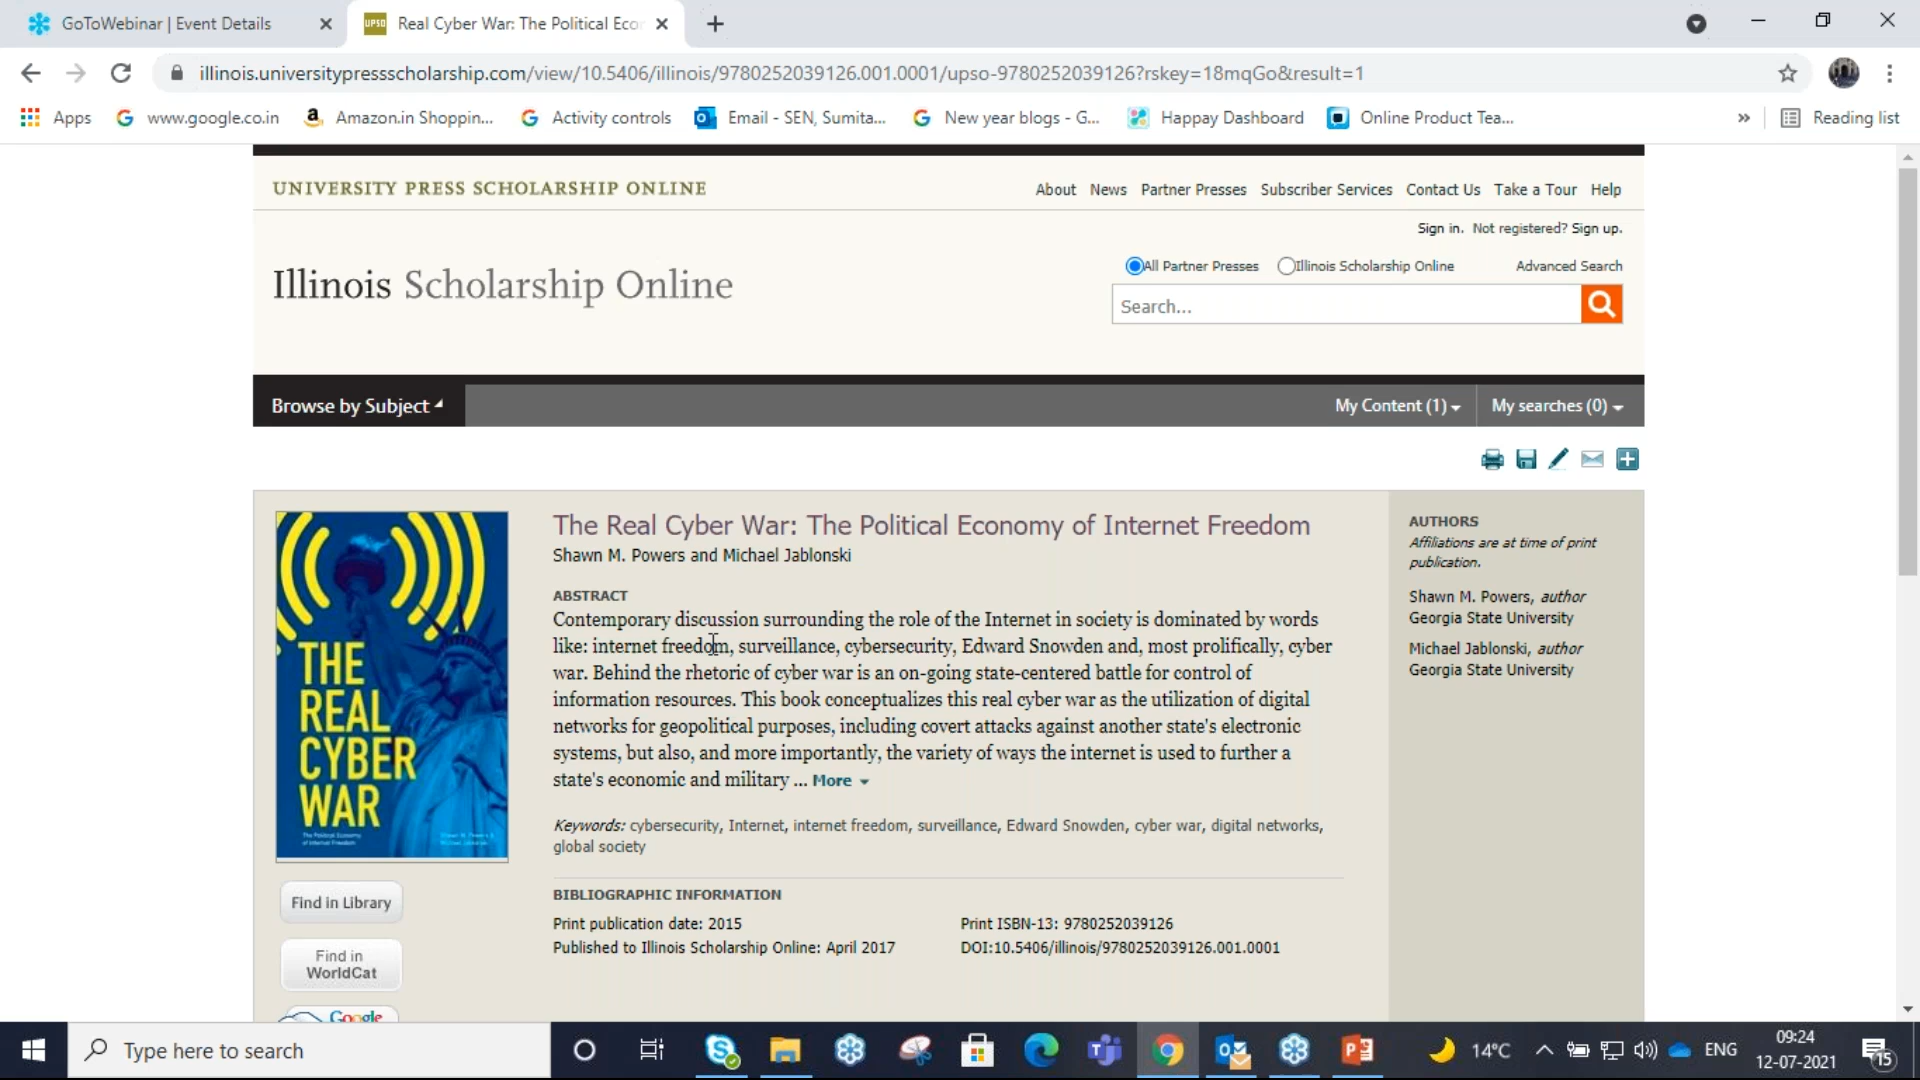 GoToWebinar | Event Details
UPSO
Real Cyber War: The Political Eco
illinois.universitypressscholarship.com/view/10.5406/illinois/9780252039126.001.0001/upso-9780252039126?rskey=18mqGo&result=1
Apps
www.google.co.in
Amazon.in Shoppin...
Activity controls
Email - SEN, Sumita...
New year blogs - G...
Happay Dashboard
Online Product Tea...
»
Reading list
UNIVERSITY PRESS SCHOLARSHIP ONLINE
About News Partner Presses Subscriber Services Contact Us Take a Tour Help
Sign in. Not registered? Sign up.
All Partner Presses Illinois Scholarship Online Advanced Search
Illinois Scholarship Online
Search...
Browse by Subject
My Content (1)
My searches (0)
THE
REAL
CYBER
WAR
The Political Economy
of Internet Freedom
Find in Library
Find in
WorldCat
Google
The Real Cyber War: The Political Economy of Internet Freedom
Shawn M. Powers and Michael Jablonski
ABSTRACT
Contemporary discussion surrounding the role of the Internet in society is dominated by words
like: internet freedom, surveillance, cybersecurity, Edward Snowden and, most prolifically, cyber
war. Behind the rhetoric of cyber war is an on-going state-centered battle for control of
information resources. This book conceptualizes this real cyber war as the utilization of digital
networks for geopolitical purposes, including covert attacks against another state's electronic
systems, but also, and more importantly, the variety of ways the internet is used to further a
state's economic and military ... More
Keywords: cybersecurity, Internet, internet freedom, surveillance, Edward Snowden, cyber war, digital networks,
global society
BIBLIOGRAPHIC INFORMATION
Print publication date: 2015
Print ISBN-13: 9780252039126
Published to Illinois Scholarship Online: April 2017
DOI:10.5406/illinois/9780252039126.001.0001
AUTHORS
Affiliations are at time of print
publication.
Shawn M. Powers, author
Georgia State University
Michael Jablonski, author
Georgia State University
Type here to search
14°C
ENG
09:24
12-07-2021
15